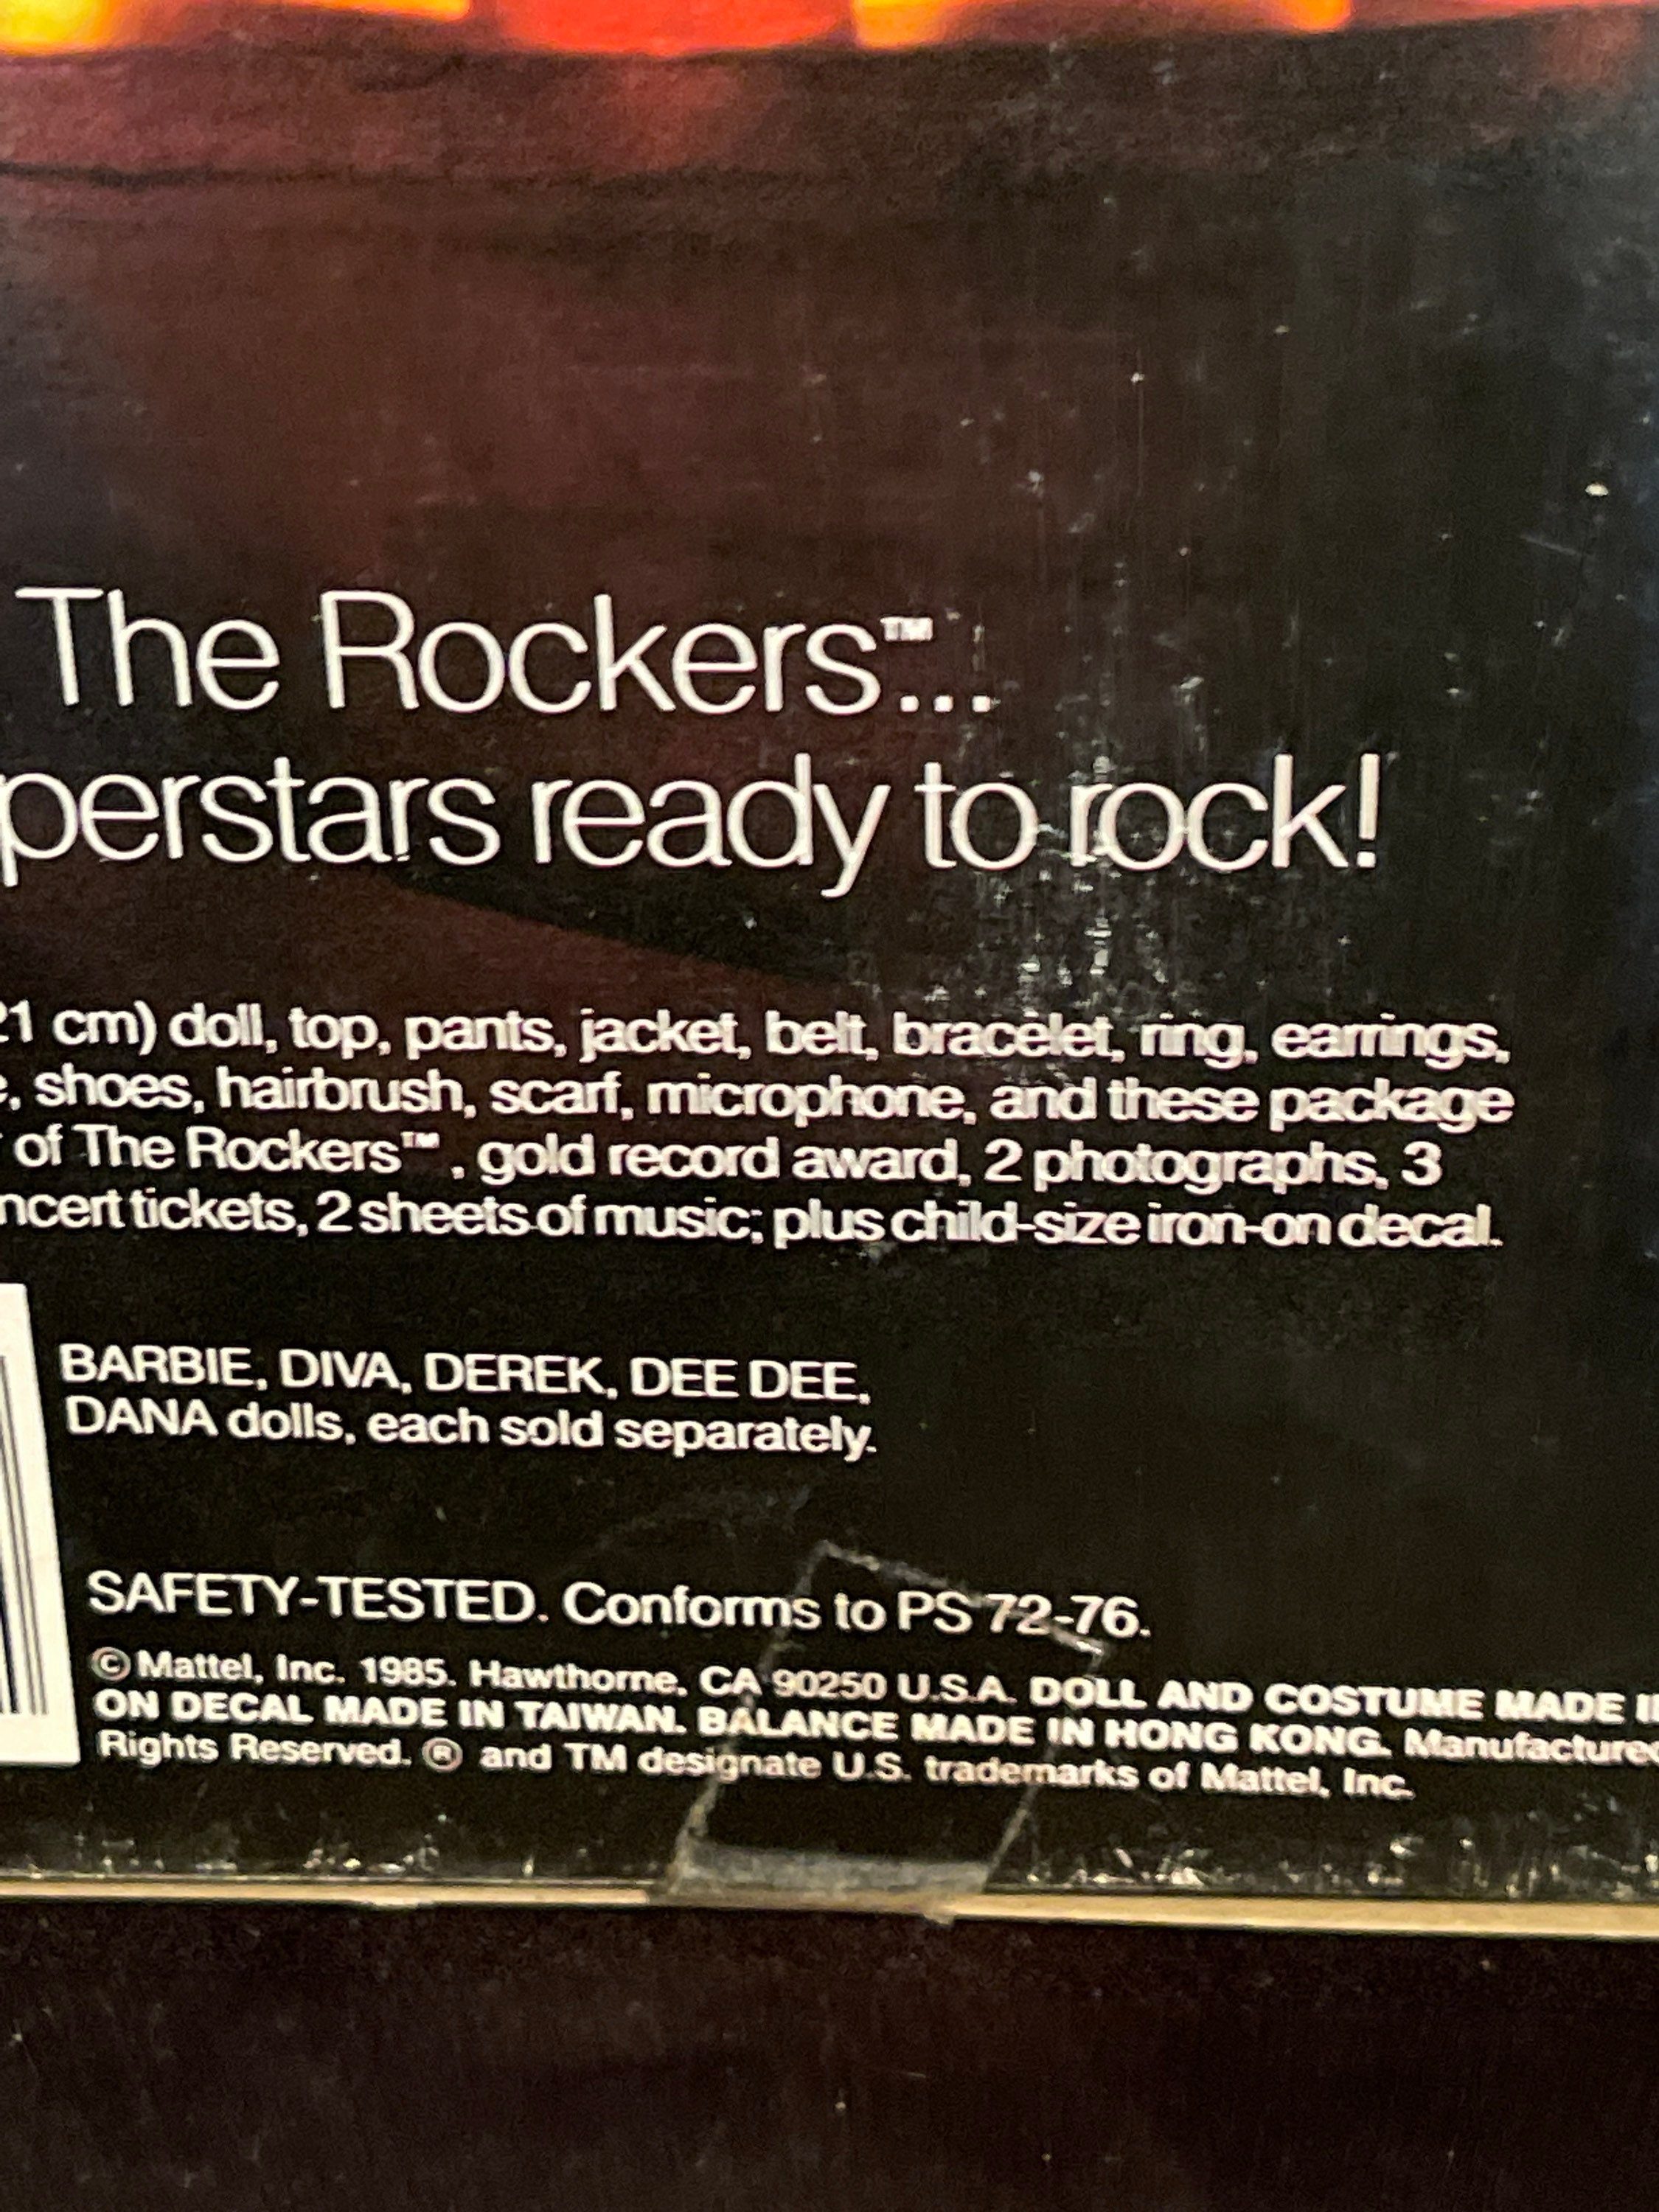 The Rockers™...
perstars ready to rock!
21 cm) doll, top, pants, jacket, belt, bracelet, ring, earrings,
e, shoes, hairbrush, scarf, microphone, and these package
of The Rockers™, gold record award, 2 photographs, 3
ncert tickets, 2 sheets of music; plus child-size iron-on decal.
BARBIE, DIVA, DEREK, DEE DEE,
DANA dolls, each sold separately.
SAFETY-TESTED. Conforms to PS 72-76.
© Mattel, Inc. 1985. Hawthorne, CA 90250 U.S.A. DOLL AND COSTUME MADE I
ON DECAL MADE IN TAIWAN. BALANCE MADE IN HONG KONG. Manufactured
Rights Reserved. ® and TM designate U.S. trademarks of Mattel, Inc.